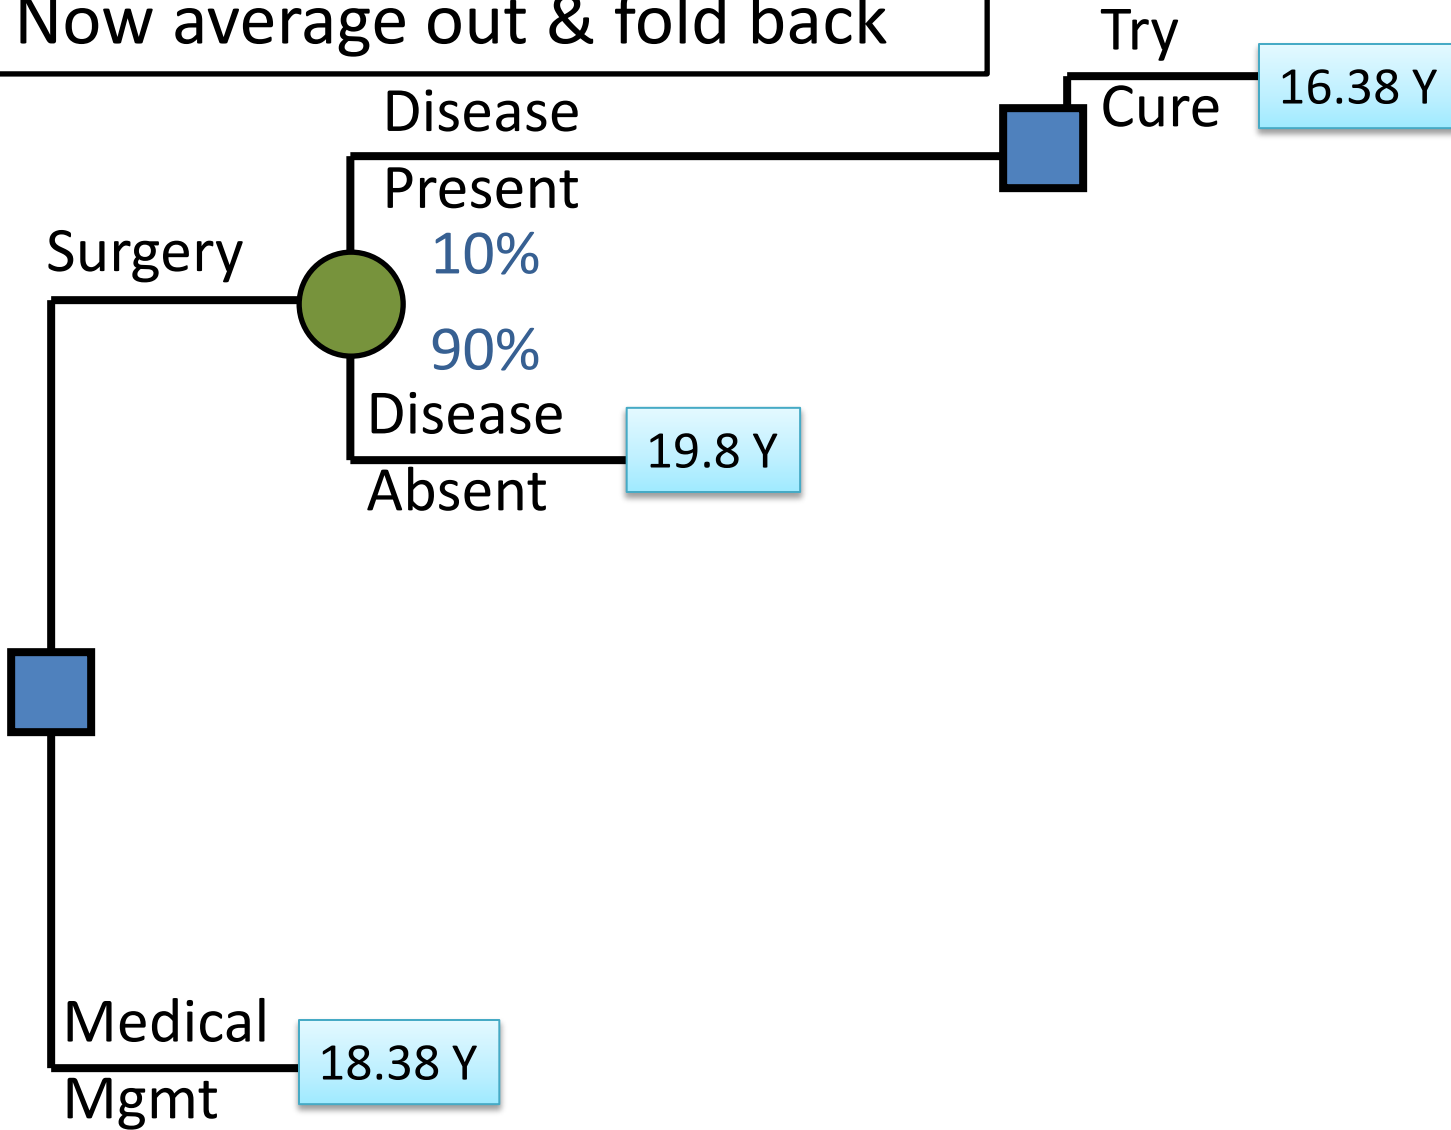 Now average out & fold back
Try
Cure
16.38 Y
Disease
Present
10%
Surgery
90%
Disease
Absent
19.8 Y
Medical
Mgmt
18.38 Y